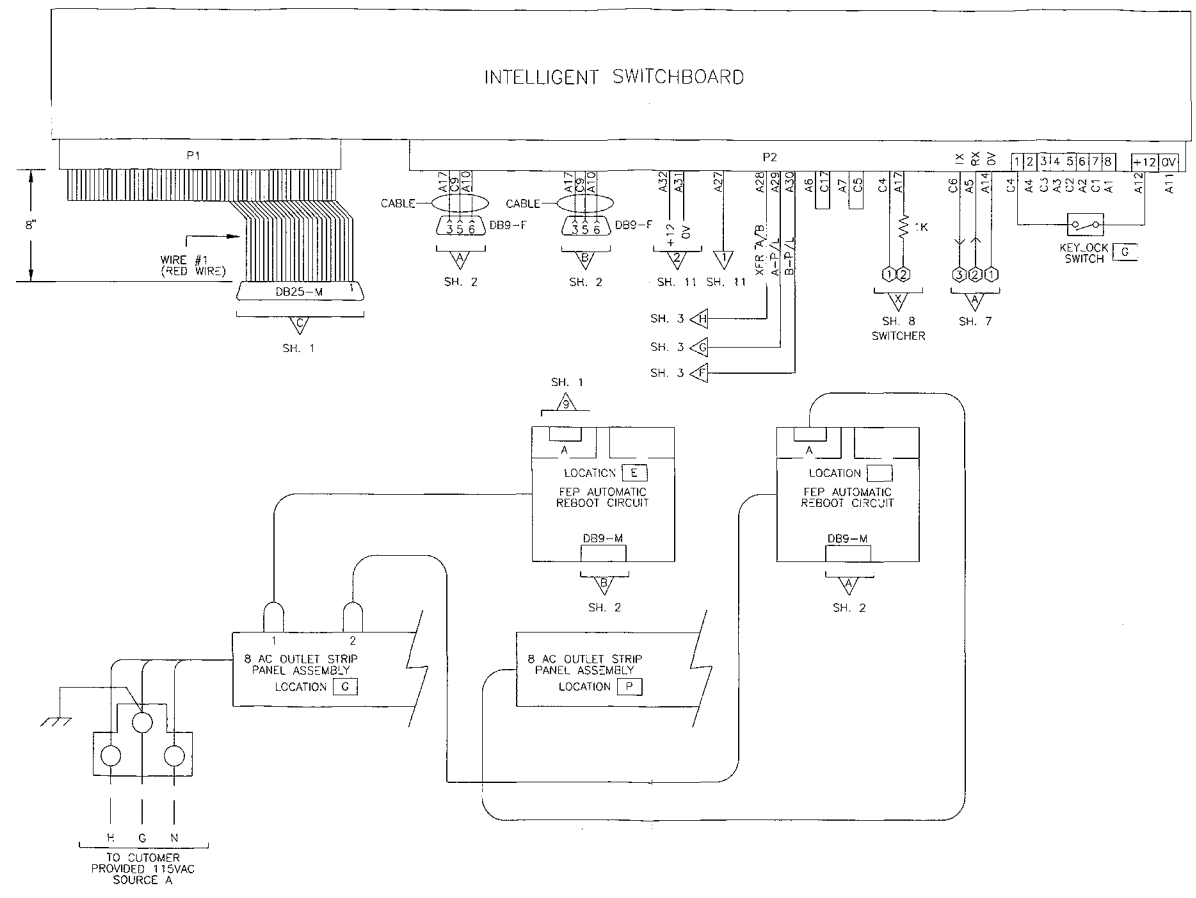 INTELLIGENT SWITCHBOARD
P1
P2
TX
RX
0V
1 2 3 4 5 6 7 8
+12 0V
A17
C9
A10
A17
C9
A10
A32
A31
A27
A28
A29
A30
A6
C17
A7
C5
C4
A17
C6
A5
A14
C4
A4
C3
A3
C2
A2
C1
A1
A12
A11
8"
CABLE
3 5 6
DB9-F
CABLE
3 5 6
DB9-F
+12
0V
XFR A/B
A-P/L
B-P/L
1K
KEYLOCK
SWITCH
G
WIRE #1
(RED WIRE)
A
SH. 2
B
SH. 2
2
SH. 11
1
SH. 11
1 2
3 2 1
DB25-M
1
C
SH. 1
X
SH. 8
SWITCHER
A
SH. 7
SH. 3 H
SH. 3 G
SH. 3 F
SH. 1
9
A
LOCATION E
FEP AUTOMATIC
REBOOT CIRCUIT
DB9-M
B
SH. 2
A
LOCATION
FEP AUTOMATIC
REBOOT CIRCUIT
DB9-M
A
SH. 2
1
2
8 AC OUTLET STRIP
PANEL ASSEMBLY
LOCATION G
8 AC OUTLET STRIP
PANEL ASSEMBLY
LOCATION P
H G N
TO CUTOMER
PROVIDED 115VAC
SOURCE A